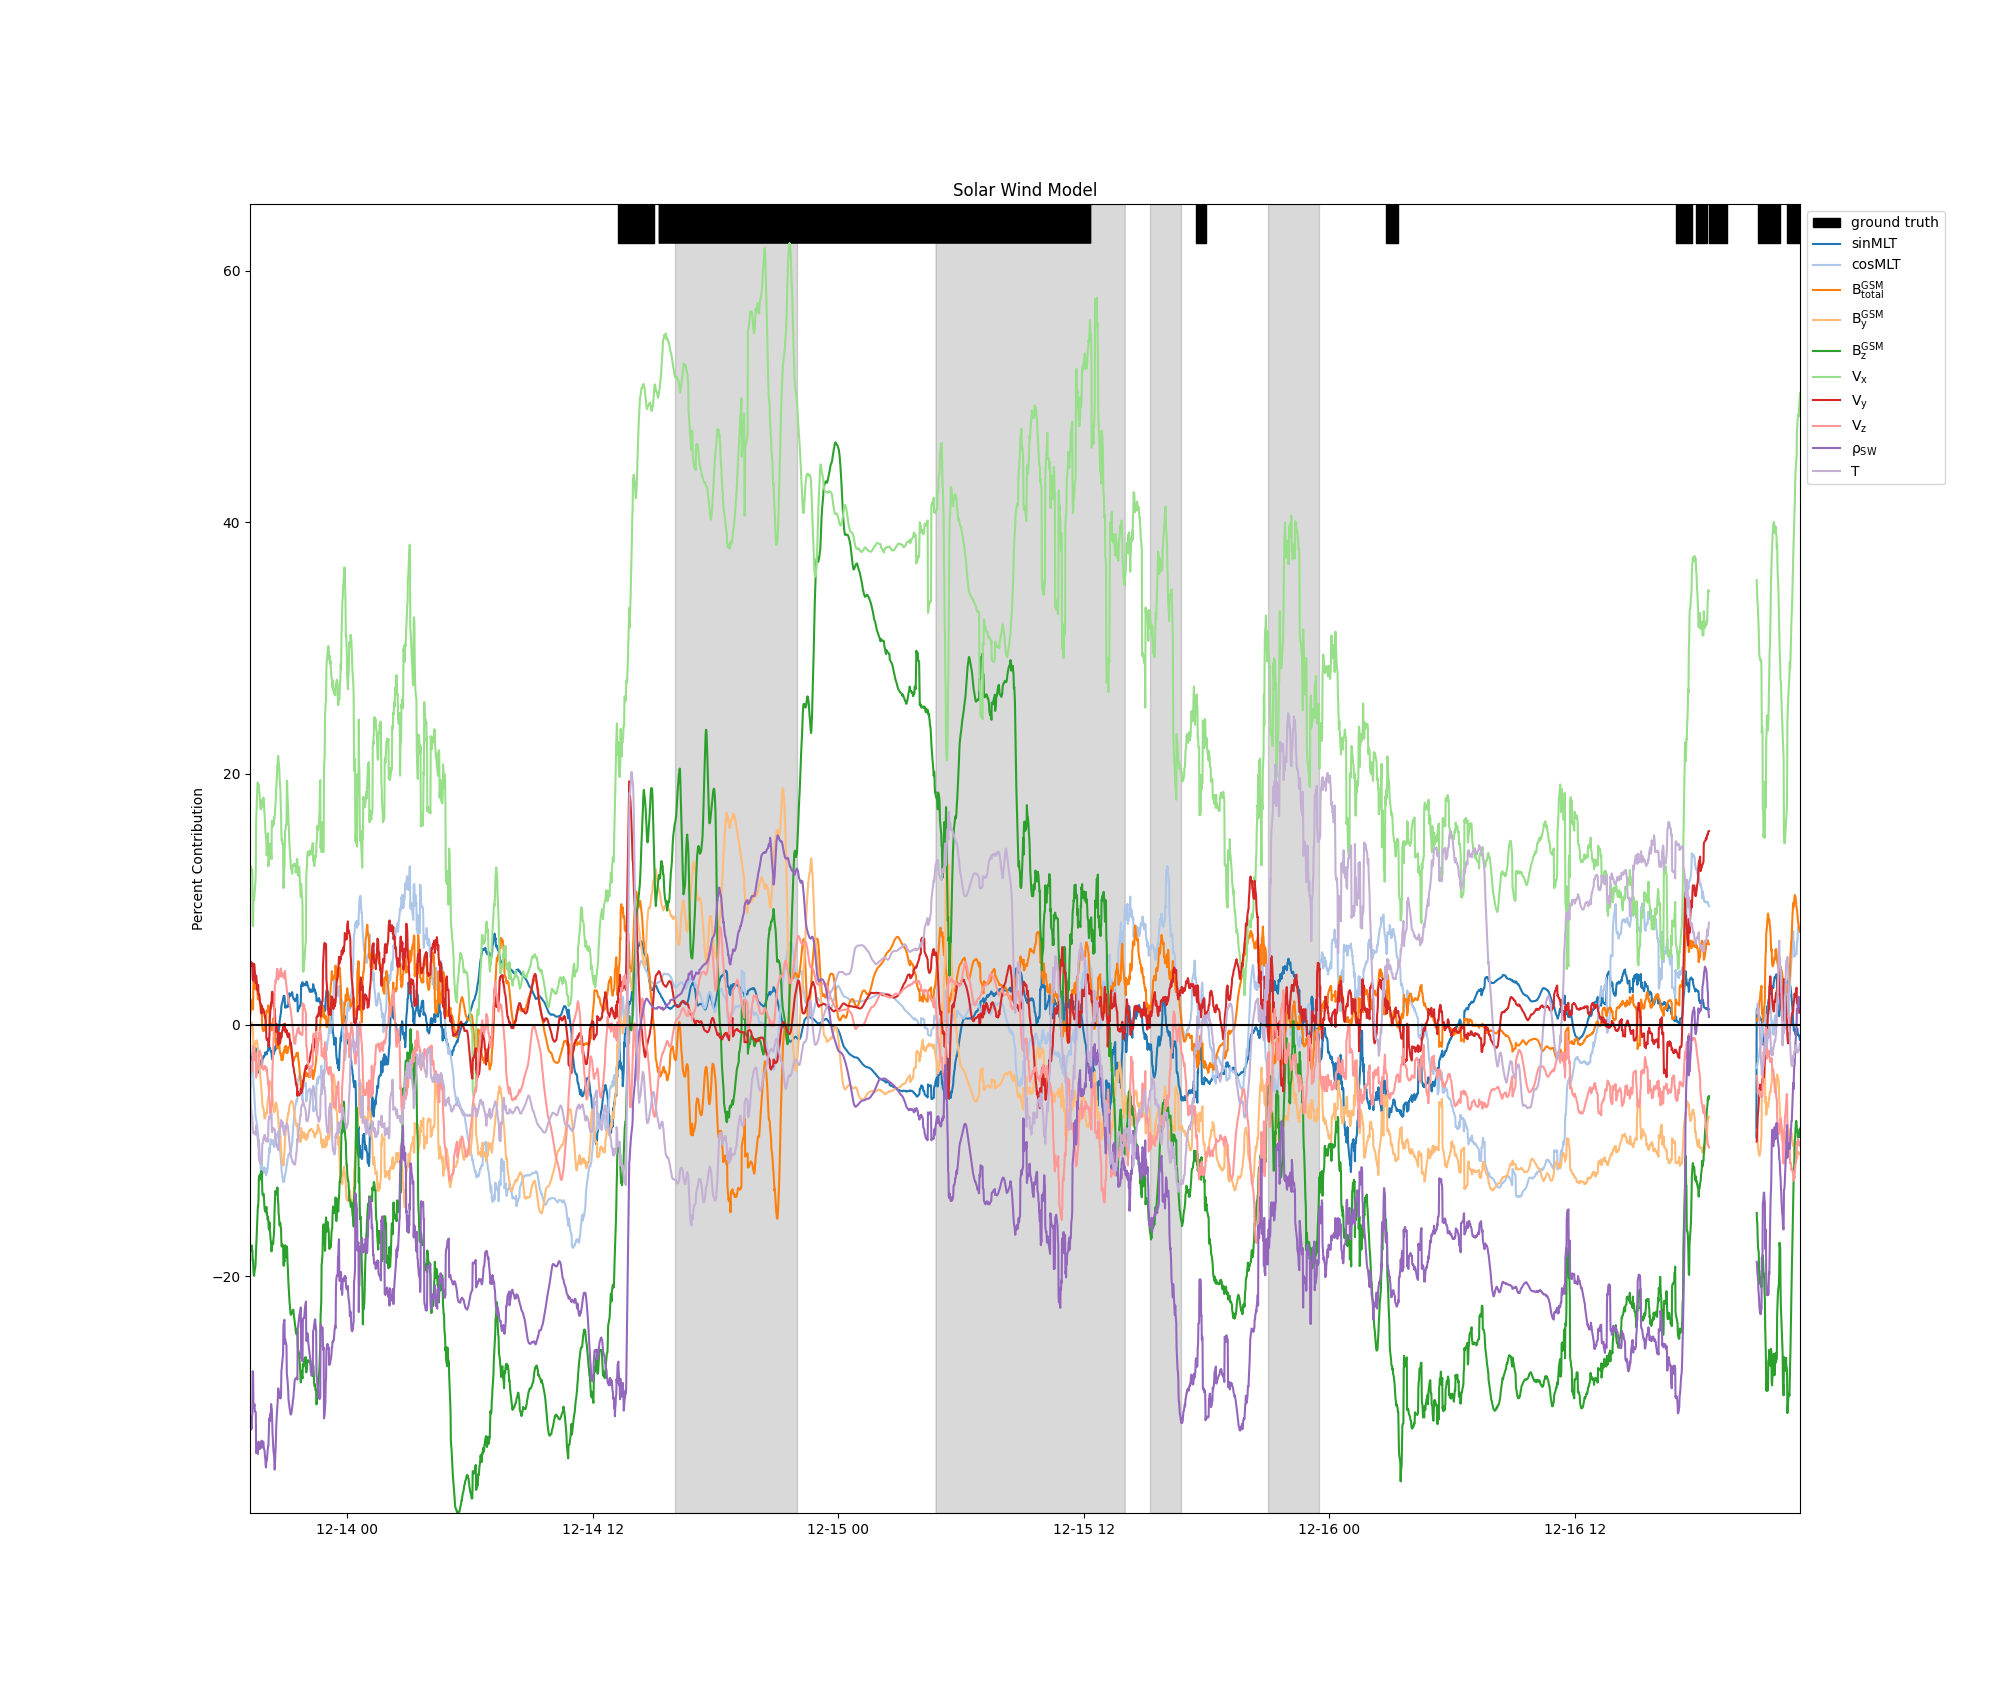 Solar Wind Model
60
40
20
0
−20
Percent Contribution
12-14 00
12-14 12
12-15 00
12-15 12
12-16 00
12-16 12
ground truth
sinMLT
cosMLT
B_total^GSM
B_y^GSM
B_z^GSM
V_x
V_y
V_z
ρ_SW
T